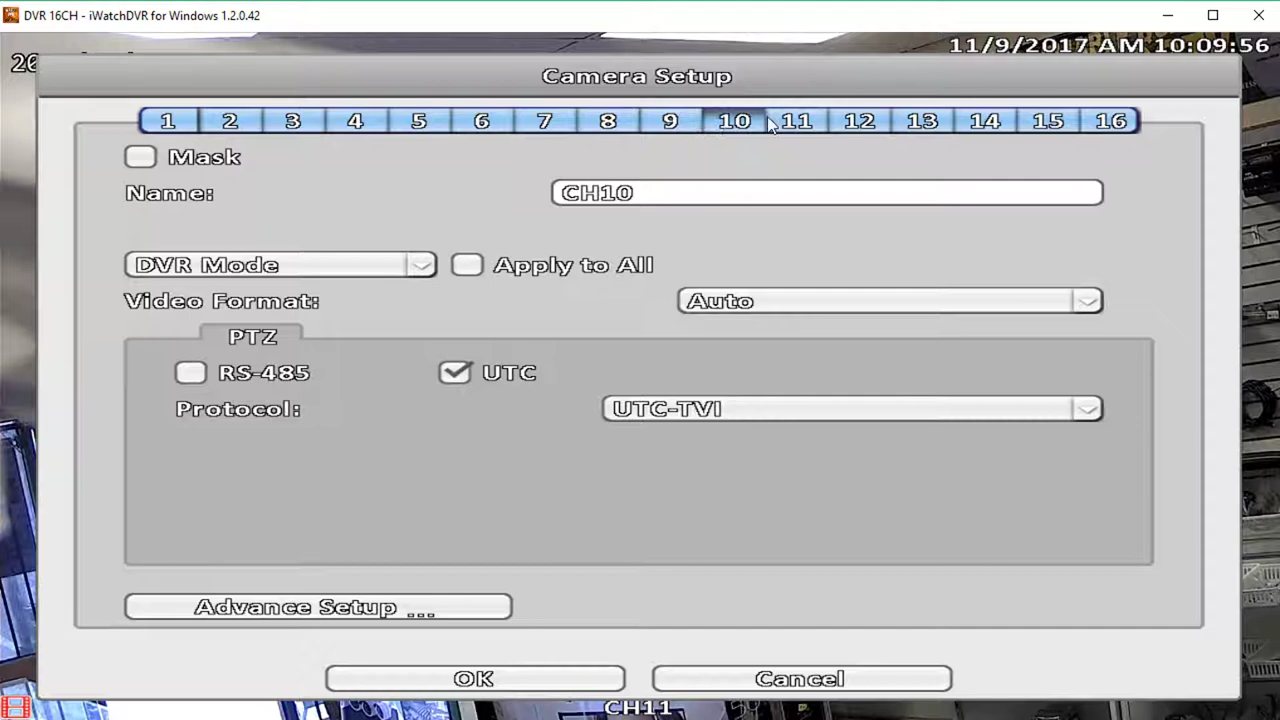 DVR 16CH - iWatchDVR for Windows 1.2.0.42
11/9/2017 AM 10:09:56
Camera Setup
1 2 3 4 5 6 7 8 9 10 11 12 13 14 15 16
Mask
Name: CH10
DVR Mode Apply to All
Video Format: Auto
PTZ
RS-485 UTC
Protocol: UTC-TVI
Advance Setup ...
OK Cancel
CH11